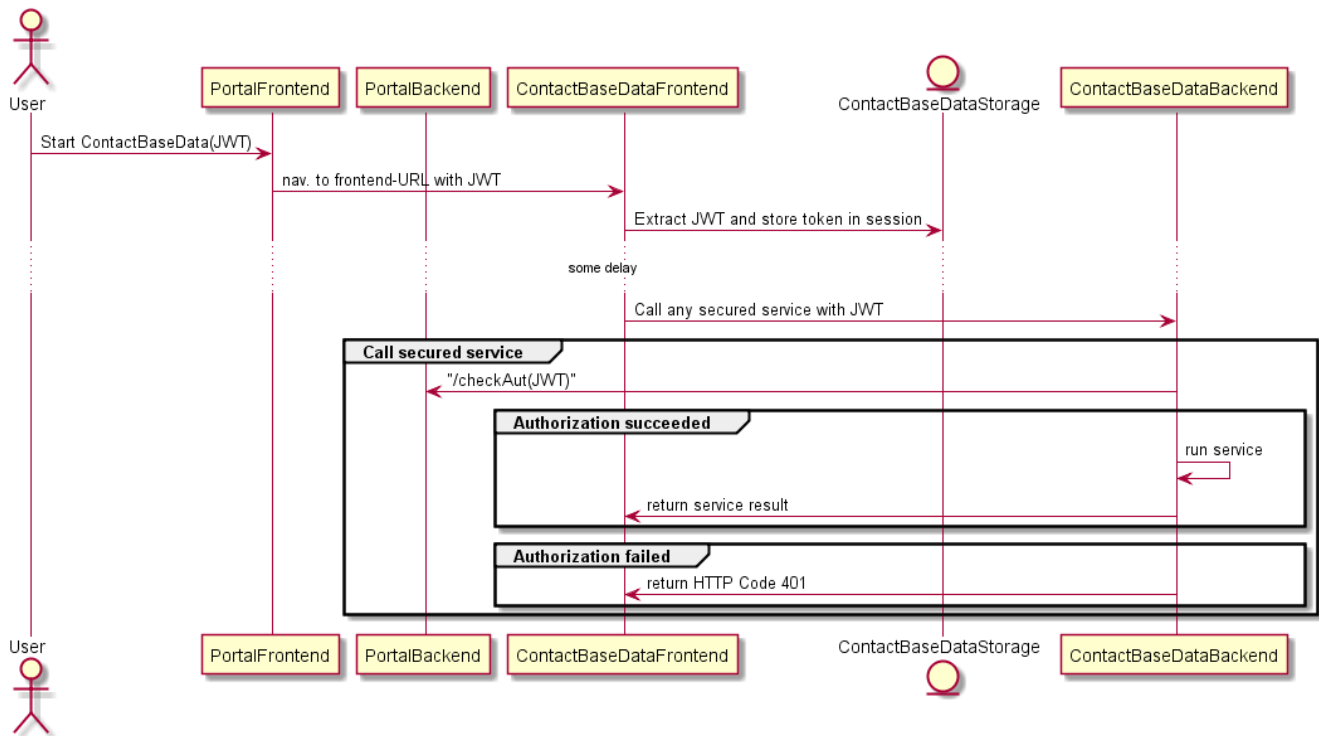 User
PortalFrontend
PortalBackend
ContactBaseDataFrontend
ContactBaseDataStorage
ContactBaseDataBackend
Start ContactBaseData(JWT)
nav. to frontend-URL with JWT
Extract JWT and store token in session
some delay
Call any secured service with JWT
Call secured service
"/checkAut(JWT)"
Authorization succeeded
run service
return service result
Authorization failed
return HTTP Code 401
User
PortalFrontend
PortalBackend
ContactBaseDataFrontend
ContactBaseDataStorage
ContactBaseDataBackend